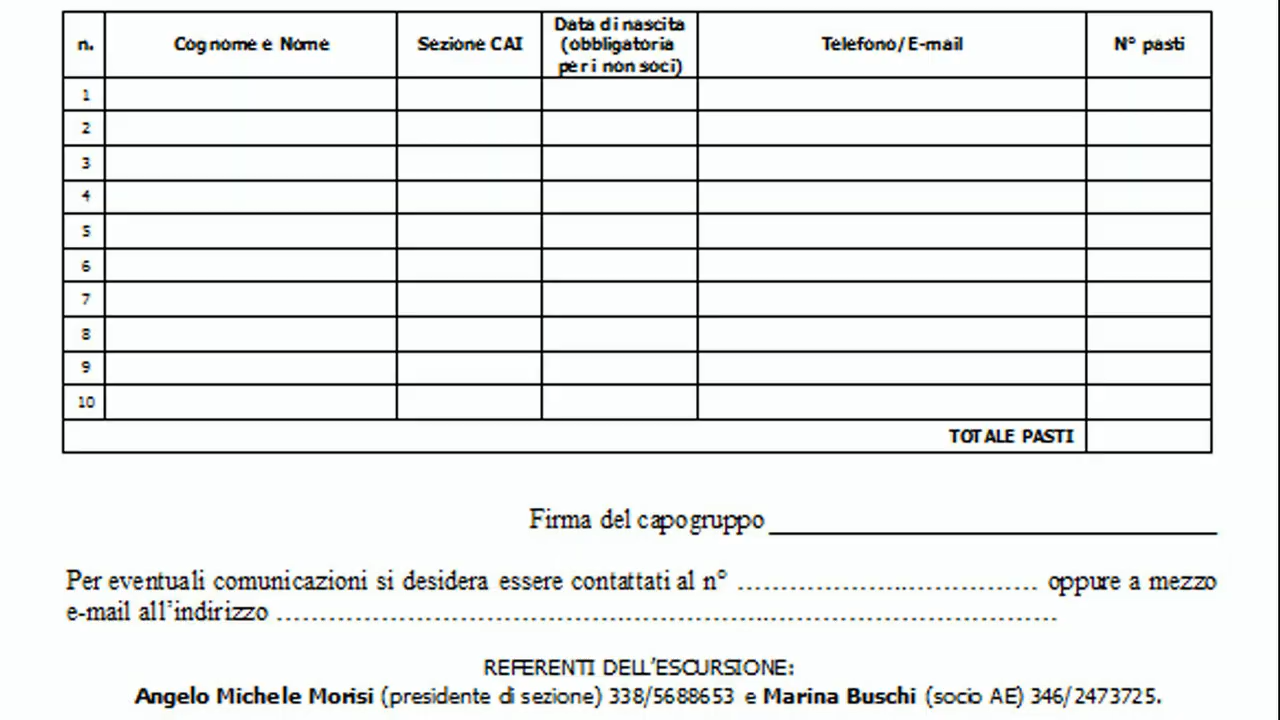 n. Cognome e Nome Sezione CAI Data di nascita (obbligatoria per i non soci) Telefono/E-mail N° pasti
1
2
3
4
5
6
7
8
9
10
TOTALE PASTI
Firma del capogruppo ________________________________
Per eventuali comunicazioni si desidera essere contattati al n° ………………..…………… oppure a mezzo
e-mail all’indirizzo ………………………………….……………..……………………………
REFERENTI DELL’ESCURSIONE:
Angelo Michele Morisi (presidente di sezione) 338/5688653 e Marina Buschi (socio AE) 346/2473725.